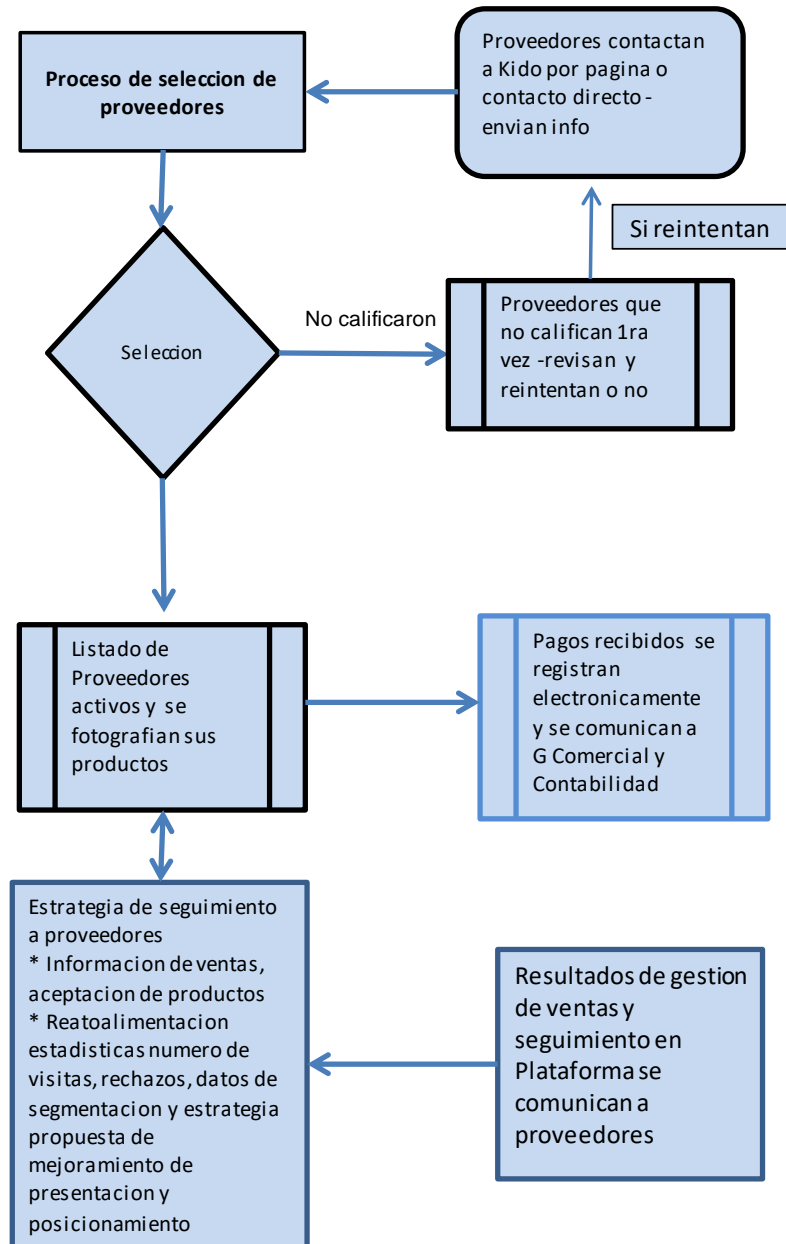 Proceso de seleccion de
proveedores
Proveedores contactan
a Kido por pagina o
contacto directo -
envian info
Si reintentan
Seleccion
No calificaron
Proveedores que
no califican 1ra
vez -revisan y
reintentan o no
Listado de
Proveedores
activos y se
fotografian sus
productos
Pagos recibidos se
registran
electronicamente
y se comunican a
G Comercial y
Contabilidad
Estrategia de seguimiento
a proveedores
* Informacion de ventas,
aceptacion de productos
* Reatoalimentacion
estadisticas numero de
visitas, rechazos, datos de
segmentacion y estrategia
propuesta de
mejoramiento de
presentacion y
posicionamiento
Resultados de gestion
de ventas y
seguimiento en
Plataforma se
comunican a
proveedores